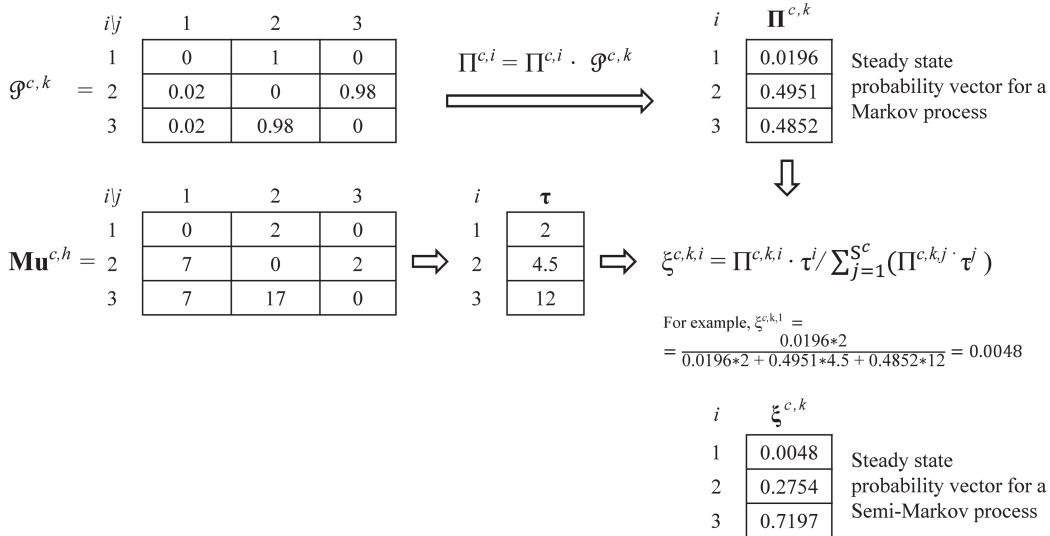 i\j 1 2 3
1 0 1 0
𝒫^{c,k} = 2 0.02 0 0.98
3 0.02 0.98 0
Π^{c,i} = Π^{c,i} · 𝒫^{c,k}
i Π^{c,k}
1 0.0196
2 0.4951
3 0.4852
Steady state
probability vector for a
Markov process
i\j 1 2 3
1 0 2 0
Mu^{c,h} = 2 7 0 2
3 7 17 0
i τ
1 2
2 4.5
3 12
ξ^{c,k,i} = Π^{c,k,i} · τ^i / ∑_{j=1}^{S^c} (Π^{c,k,j} · τ^j)
For example, ξ^{c,k,1} =
= 0.0196*2 / 0.0196*2 + 0.4951*4.5 + 0.4852*12 = 0.0048
i ξ^{c,k}
1 0.0048
2 0.2754
3 0.7197
Steady state
probability vector for a
Semi-Markov process